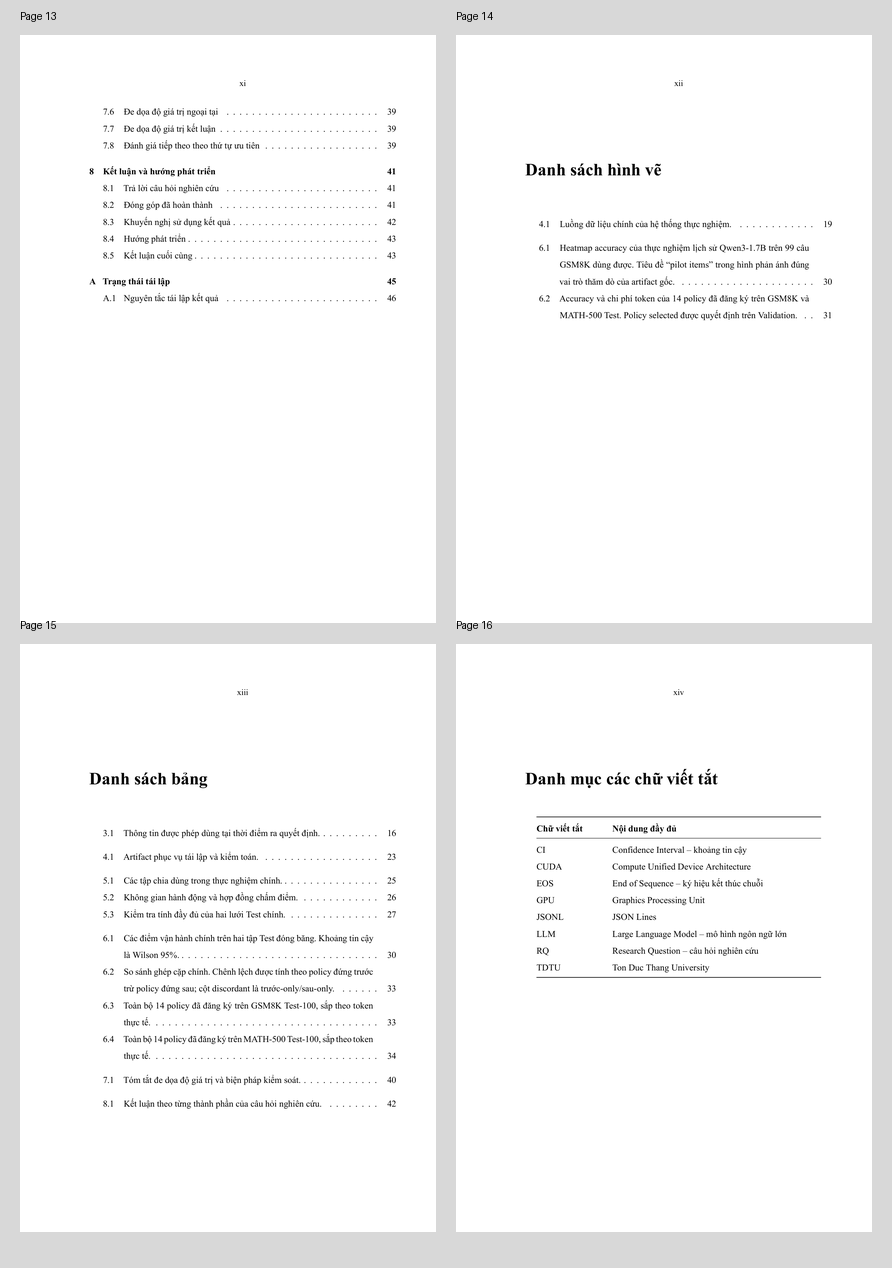 Page 13
xi
7.6 Đe dọa độ giá trị ngoại tại . . . . . . . . . . . . . . . . . . . . . . . . 39
7.7 Đe dọa độ giá trị kết luận . . . . . . . . . . . . . . . . . . . . . . . . . 39
7.8 Đánh giá tiếp theo theo thứ tự ưu tiên . . . . . . . . . . . . . . . . . . 39
8 Kết luận và hướng phát triển 41
8.1 Trả lời câu hỏi nghiên cứu . . . . . . . . . . . . . . . . . . . . . . . . 41
8.2 Đóng góp đã hoàn thành . . . . . . . . . . . . . . . . . . . . . . . . . 41
8.3 Khuyến nghị sử dụng kết quả . . . . . . . . . . . . . . . . . . . . . . . 42
8.4 Hướng phát triển . . . . . . . . . . . . . . . . . . . . . . . . . . . . . . 43
8.5 Kết luận cuối cùng . . . . . . . . . . . . . . . . . . . . . . . . . . . . . 43
A Trạng thái tái lập 45
A.1 Nguyên tắc tái lập kết quả . . . . . . . . . . . . . . . . . . . . . . . . 46
Page 14
xii
Danh sách hình vẽ
4.1 Luồng dữ liệu chính của hệ thống thực nghiệm. . . . . . . . . . . . . 19
6.1 Heatmap accuracy của thực nghiệm lịch sử Qwen3-1.7B trên 99 câu
GSM8K dùng được. Tiêu đề “pilot items” trong hình phản ánh đúng
vai trò thăm dò của artifact gốc. . . . . . . . . . . . . . . . . . . . . . 30
6.2 Accuracy và chi phí token của 14 policy đã đăng ký trên GSM8K và
MATH-500 Test. Policy selected được quyết định trên Validation. . . 31
Page 15
xiii
Danh sách bảng
3.1 Thông tin được phép dùng tại thời điểm ra quyết định. . . . . . . . . . 16
4.1 Artifact phục vụ tái lập và kiểm toán. . . . . . . . . . . . . . . . . . . 23
5.1 Các tập chia dùng trong thực nghiệm chính. . . . . . . . . . . . . . . . 25
5.2 Không gian hành động và hợp đồng chấm điểm. . . . . . . . . . . . . 26
5.3 Kiểm tra tính đầy đủ của hai lưới Test chính. . . . . . . . . . . . . . . 27
6.1 Các điểm vận hành chính trên hai tập Test đóng băng. Khoảng tin cậy
là Wilson 95%. . . . . . . . . . . . . . . . . . . . . . . . . . . . . . . . 30
6.2 So sánh ghép cặp chính. Chênh lệch được tính theo policy đứng trước
trừ policy đứng sau; cột discordant là trước-only/sau-only. . . . . . . 33
6.3 Toàn bộ 14 policy đã đăng ký trên GSM8K Test-100, sắp theo token
thực tế. . . . . . . . . . . . . . . . . . . . . . . . . . . . . . . . . . . . 33
6.4 Toàn bộ 14 policy đã đăng ký trên MATH-500 Test-100, sắp theo token
thực tế. . . . . . . . . . . . . . . . . . . . . . . . . . . . . . . . . . . . 34
7.1 Tóm tắt đe dọa độ giá trị và biện pháp kiểm soát. . . . . . . . . . . . . 40
8.1 Kết luận theo từng thành phần của câu hỏi nghiên cứu. . . . . . . . . 42
Page 16
xiv
Danh mục các chữ viết tắt
Chữ viết tắt Nội dung đầy đủ
CI Confidence Interval – khoảng tin cậy
CUDA Compute Unified Device Architecture
EOS End of Sequence – ký hiệu kết thúc chuỗi
GPU Graphics Processing Unit
JSONL JSON Lines
LLM Large Language Model – mô hình ngôn ngữ lớn
RQ Research Question – câu hỏi nghiên cứu
TDTU Ton Duc Thang University